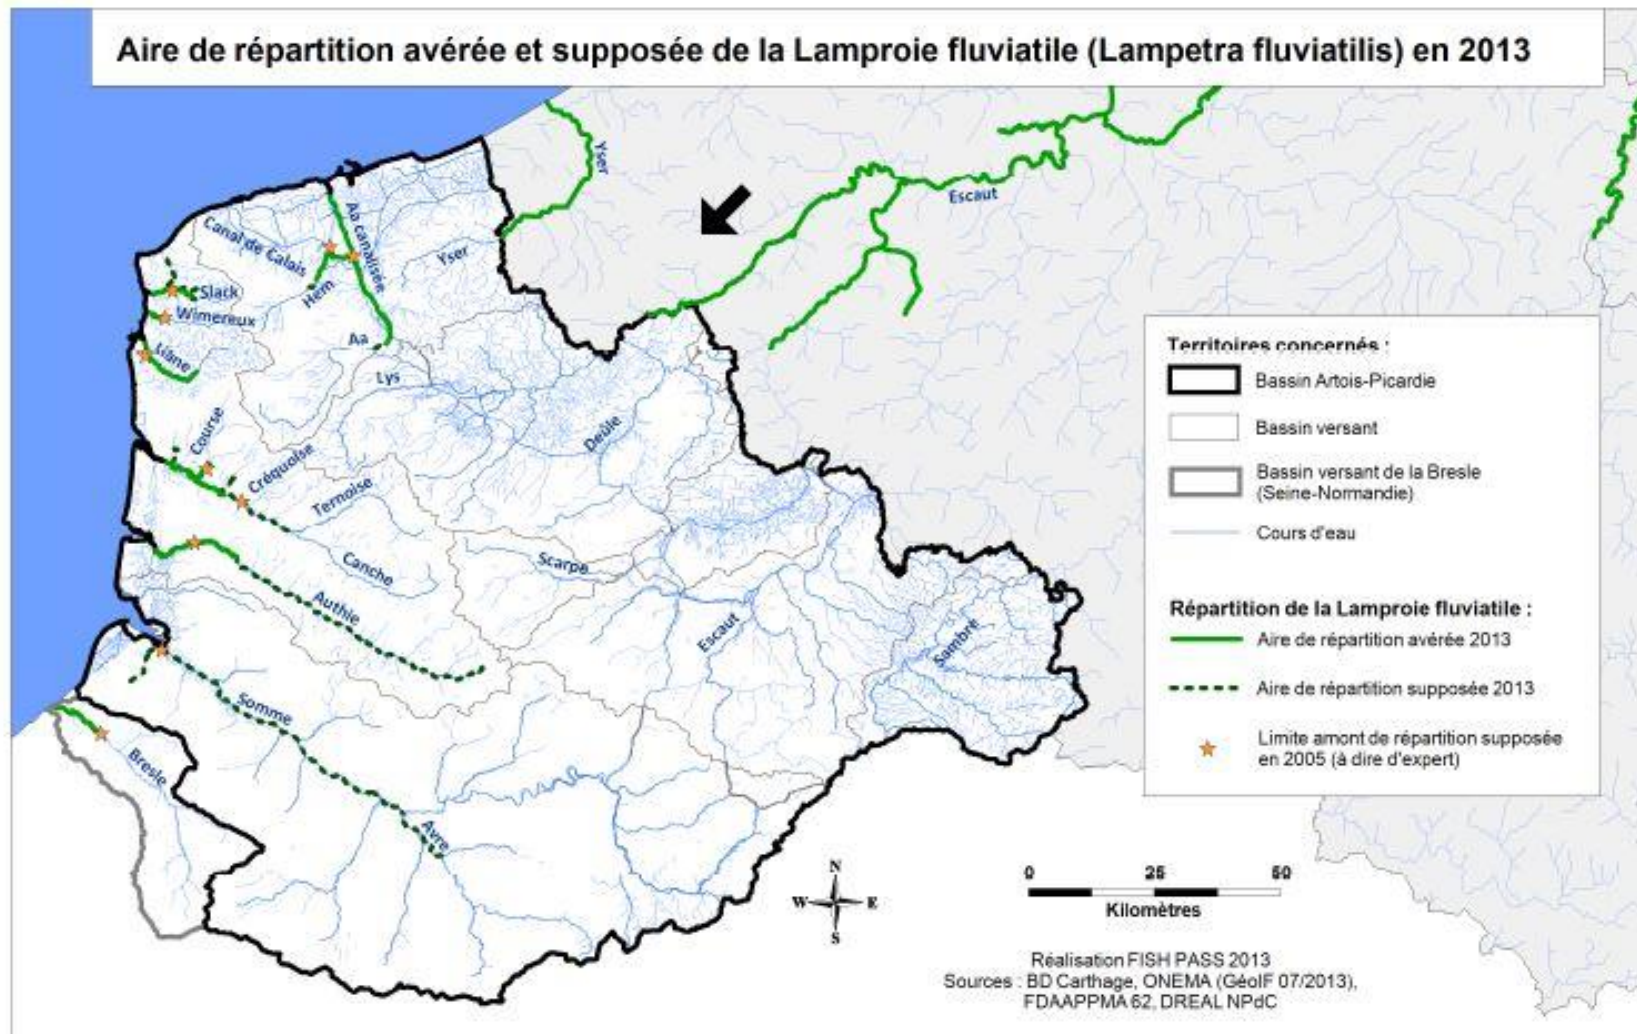 Aire de répartition avérée et supposée de la Lamproie fluviatile (Lampetra fluviatilis) en 2013
Yser
Escaut
Aa canalisée
Canal de Calais
Yser
Hem
Slack
Wimereux
Aa
Liane
Lys
Course
Deûle
Créquoise
Ternoise
Canche
Scarpe
Authie
Escaut
Sambre
Somme
Bresle
Avre
Territoires concernés :
Bassin Artois-Picardie
Bassin versant
Bassin versant de la Bresle
(Seine-Normandie)
Cours d'eau
Répartition de la Lamproie fluviatile :
Aire de répartition avérée 2013
Aire de répartition supposée 2013
Limite amont de répartition supposée
en 2005 (à dire d'expert)
N
W E
S
0 25 50
Kilomètres
Réalisation FISH PASS 2013
Sources : BD Carthage, ONEMA (GéoIF 07/2013),
FDAAPPMA 62, DREAL NPdC